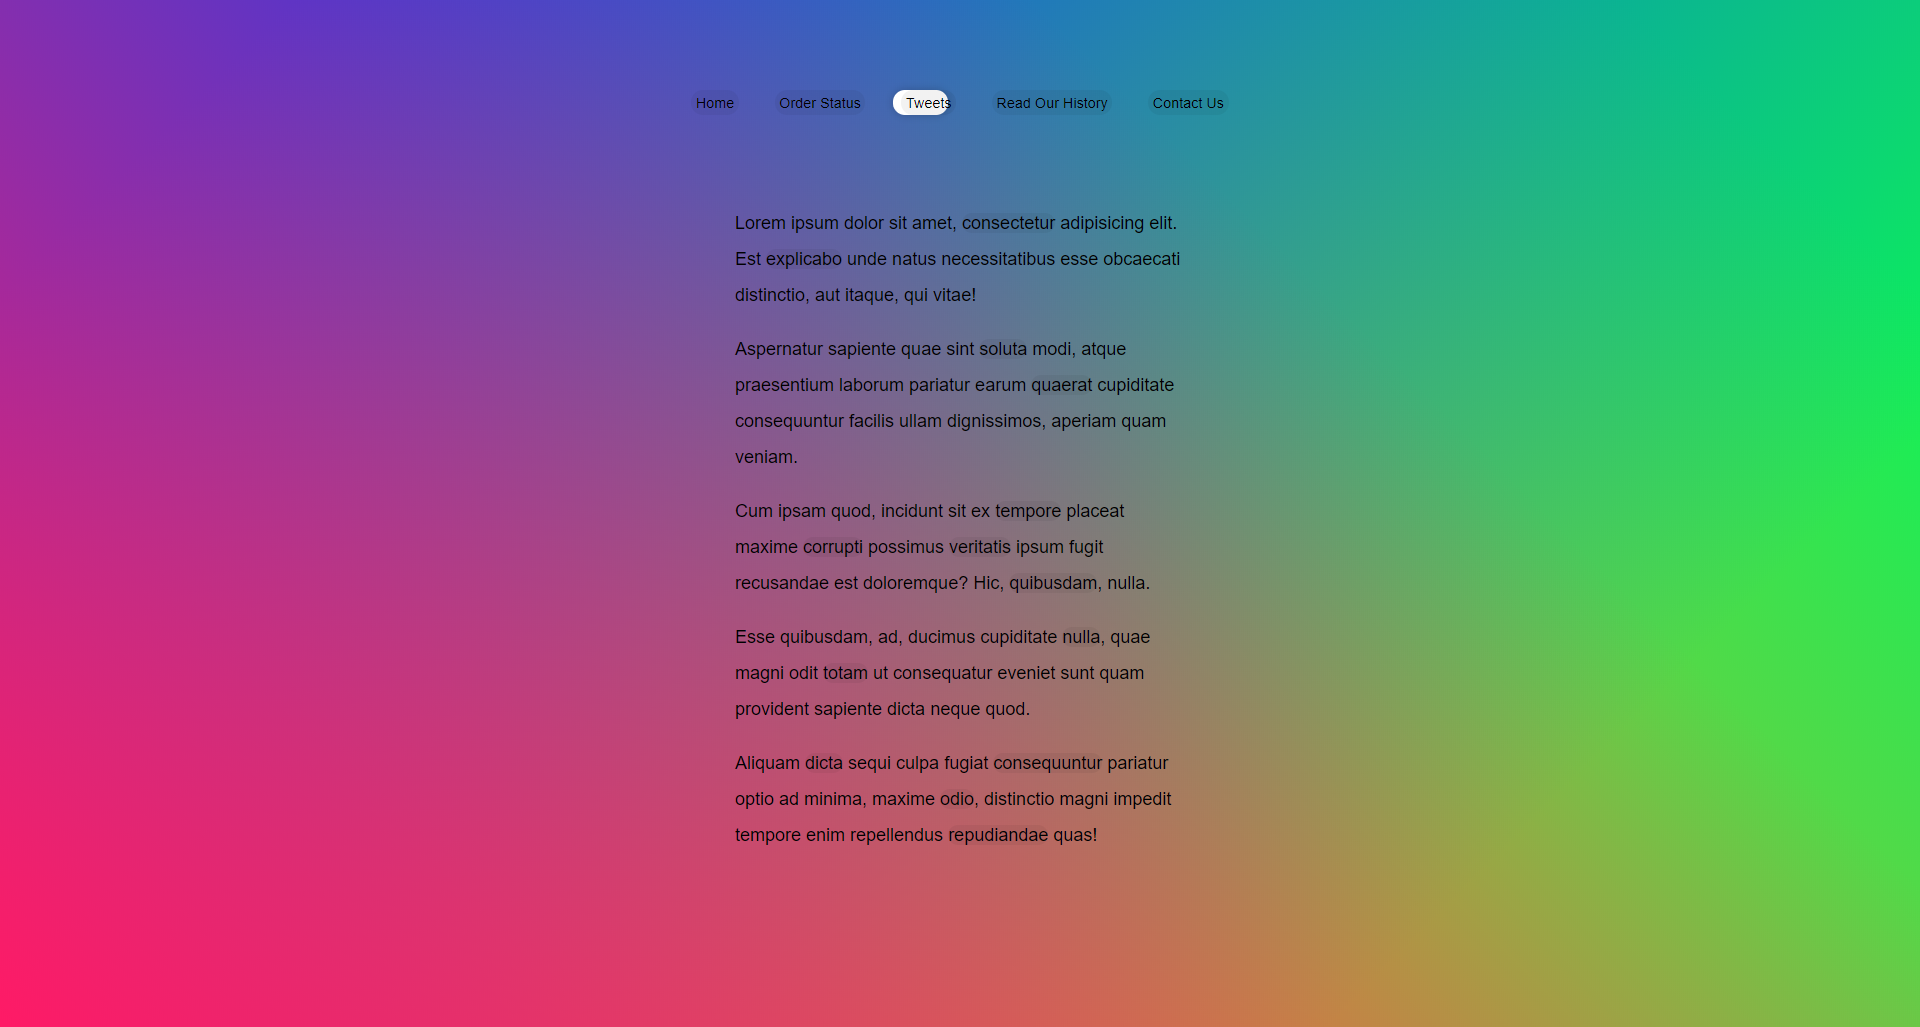 Home Order Status Tweets Read Our History Contact Us
Lorem ipsum dolor sit amet, consectetur adipisicing elit.
Est explicabo unde natus necessitatibus esse obcaecati
distinctio, aut itaque, qui vitae!
Aspernatur sapiente quae sint soluta modi, atque
praesentium laborum pariatur earum quaerat cupiditate
consequuntur facilis ullam dignissimos, aperiam quam
veniam.
Cum ipsam quod, incidunt sit ex tempore placeat
maxime corrupti possimus veritatis ipsum fugit
recusandae est doloremque? Hic, quibusdam, nulla.
Esse quibusdam, ad, ducimus cupiditate nulla, quae
magni odit totam ut consequatur eveniet sunt quam
provident sapiente dicta neque quod.
Aliquam dicta sequi culpa fugiat consequuntur pariatur
optio ad minima, maxime odio, distinctio magni impedit
tempore enim repellendus repudiandae quas!